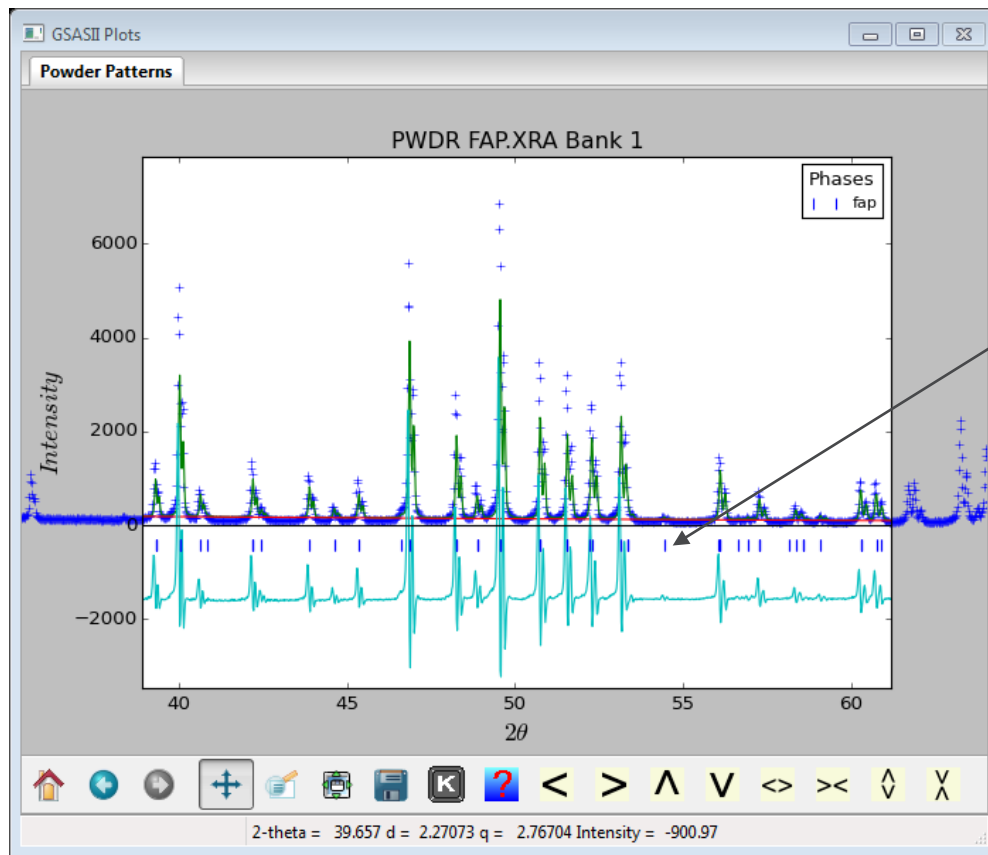 GSASII Plots
Powder Patterns
PWDR FAP.XRA Bank 1
Phases
fap
6000
4000
2000
0
−2000
Intensity
40 45 50 55 60
2θ
K ? < > Λ V <> ><
2-theta = 39.657 d = 2.27073 q = 2.76704 Intensity = -900.97